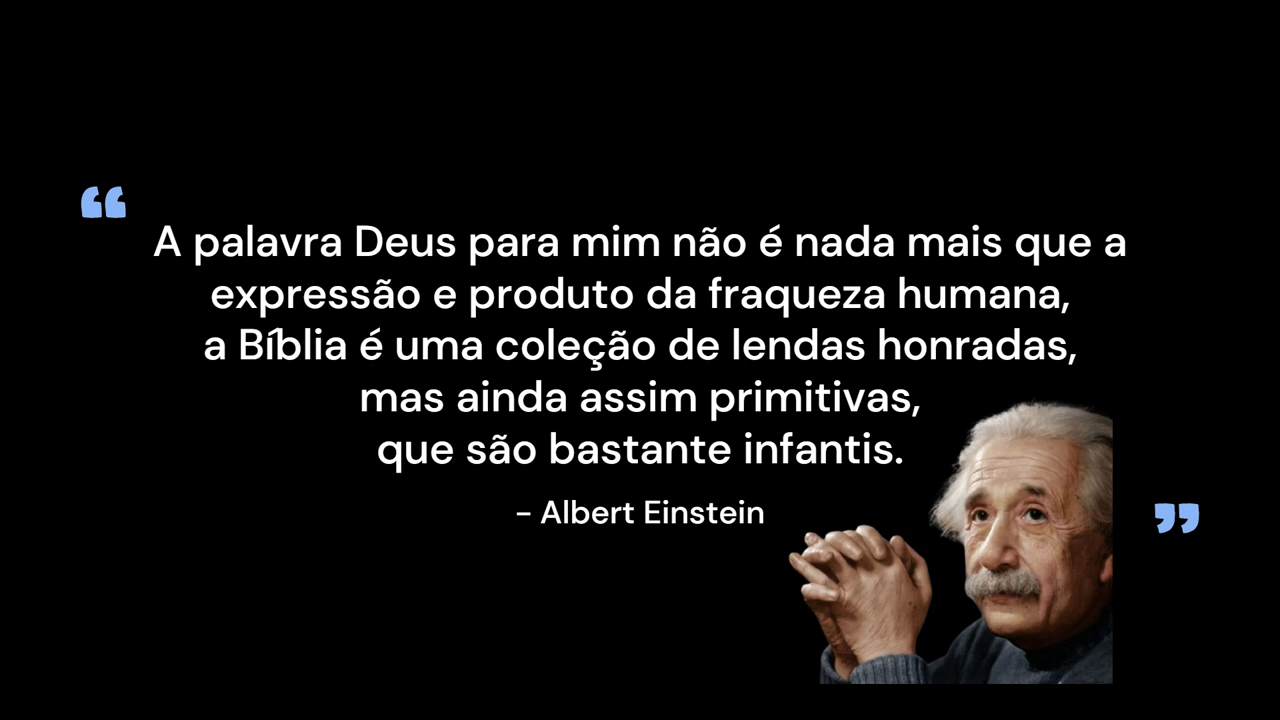 “
A palavra Deus para mim não é nada mais que a
expressão e produto da fraqueza humana,
a Bíblia é uma coleção de lendas honradas,
mas ainda assim primitivas,
que são bastante infantis.
– Albert Einstein
”